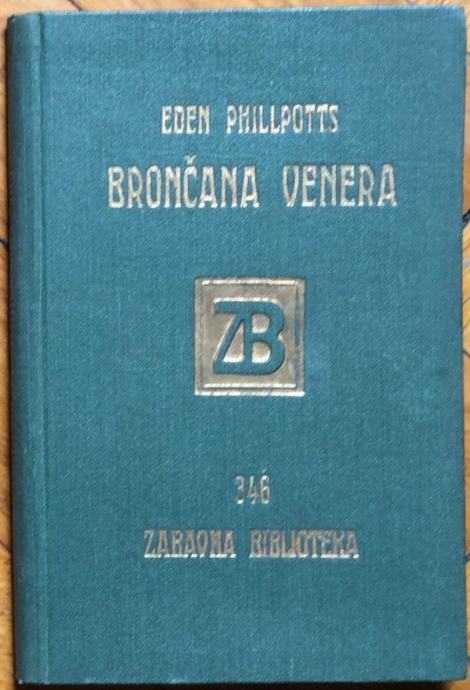 EDEN PHILLPOTTS
BRONČANA VENERA
ZB
346
ZABAVNA BIBLIOTEKA